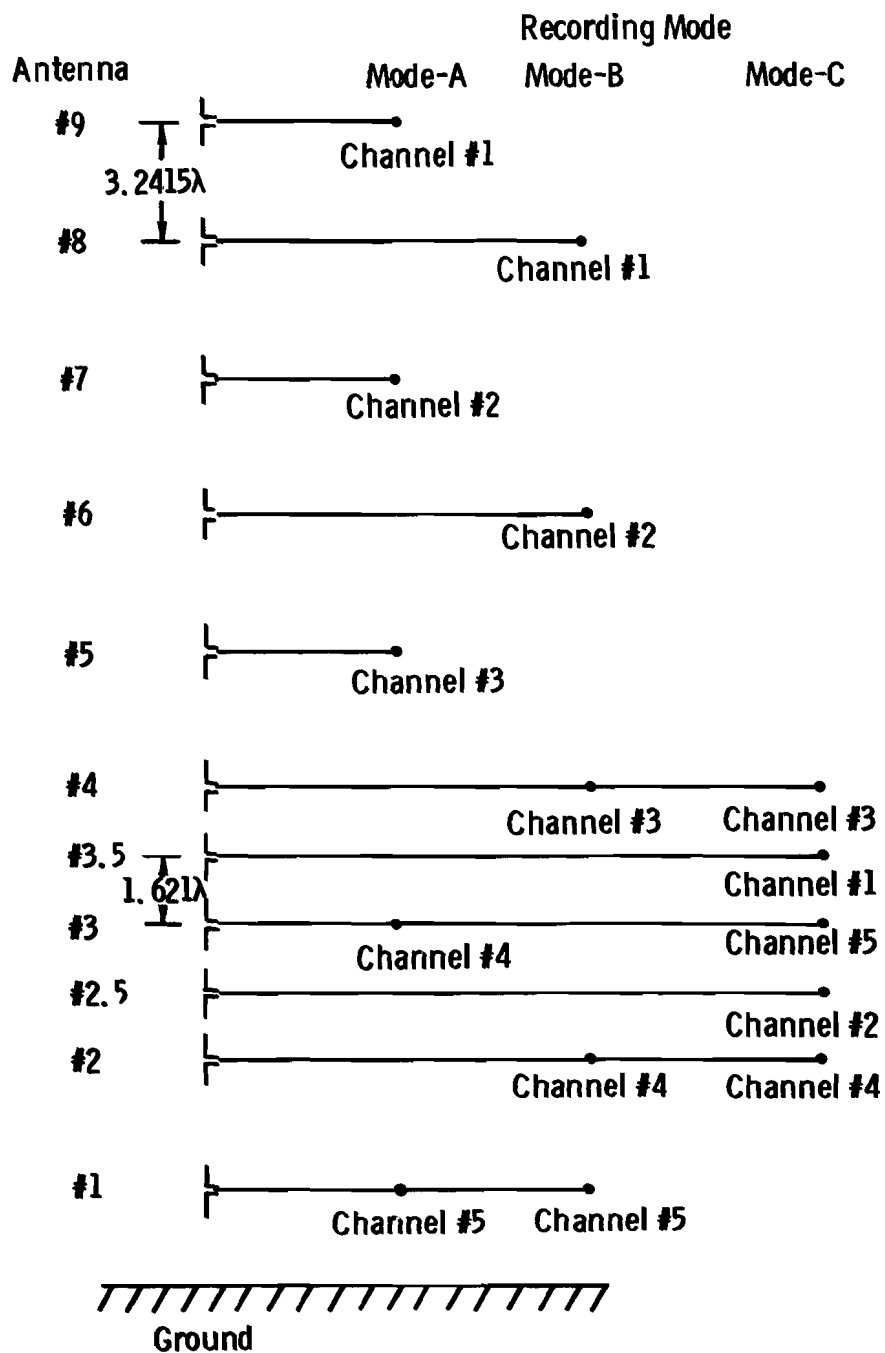 Recording Mode
Antenna Mode-A Mode-B Mode-C
#9
Channel #1
3.2415λ
#8
Channel #1
#7
Channel #2
#6
Channel #2
#5
Channel #3
#4
Channel #3 Channel #3
#3.5
Channel #1
1.621λ
#3
Channel #4 Channel #5
#2.5
Channel #2
#2
Channel #4 Channel #4
#1
Channel #5 Channel #5
Ground